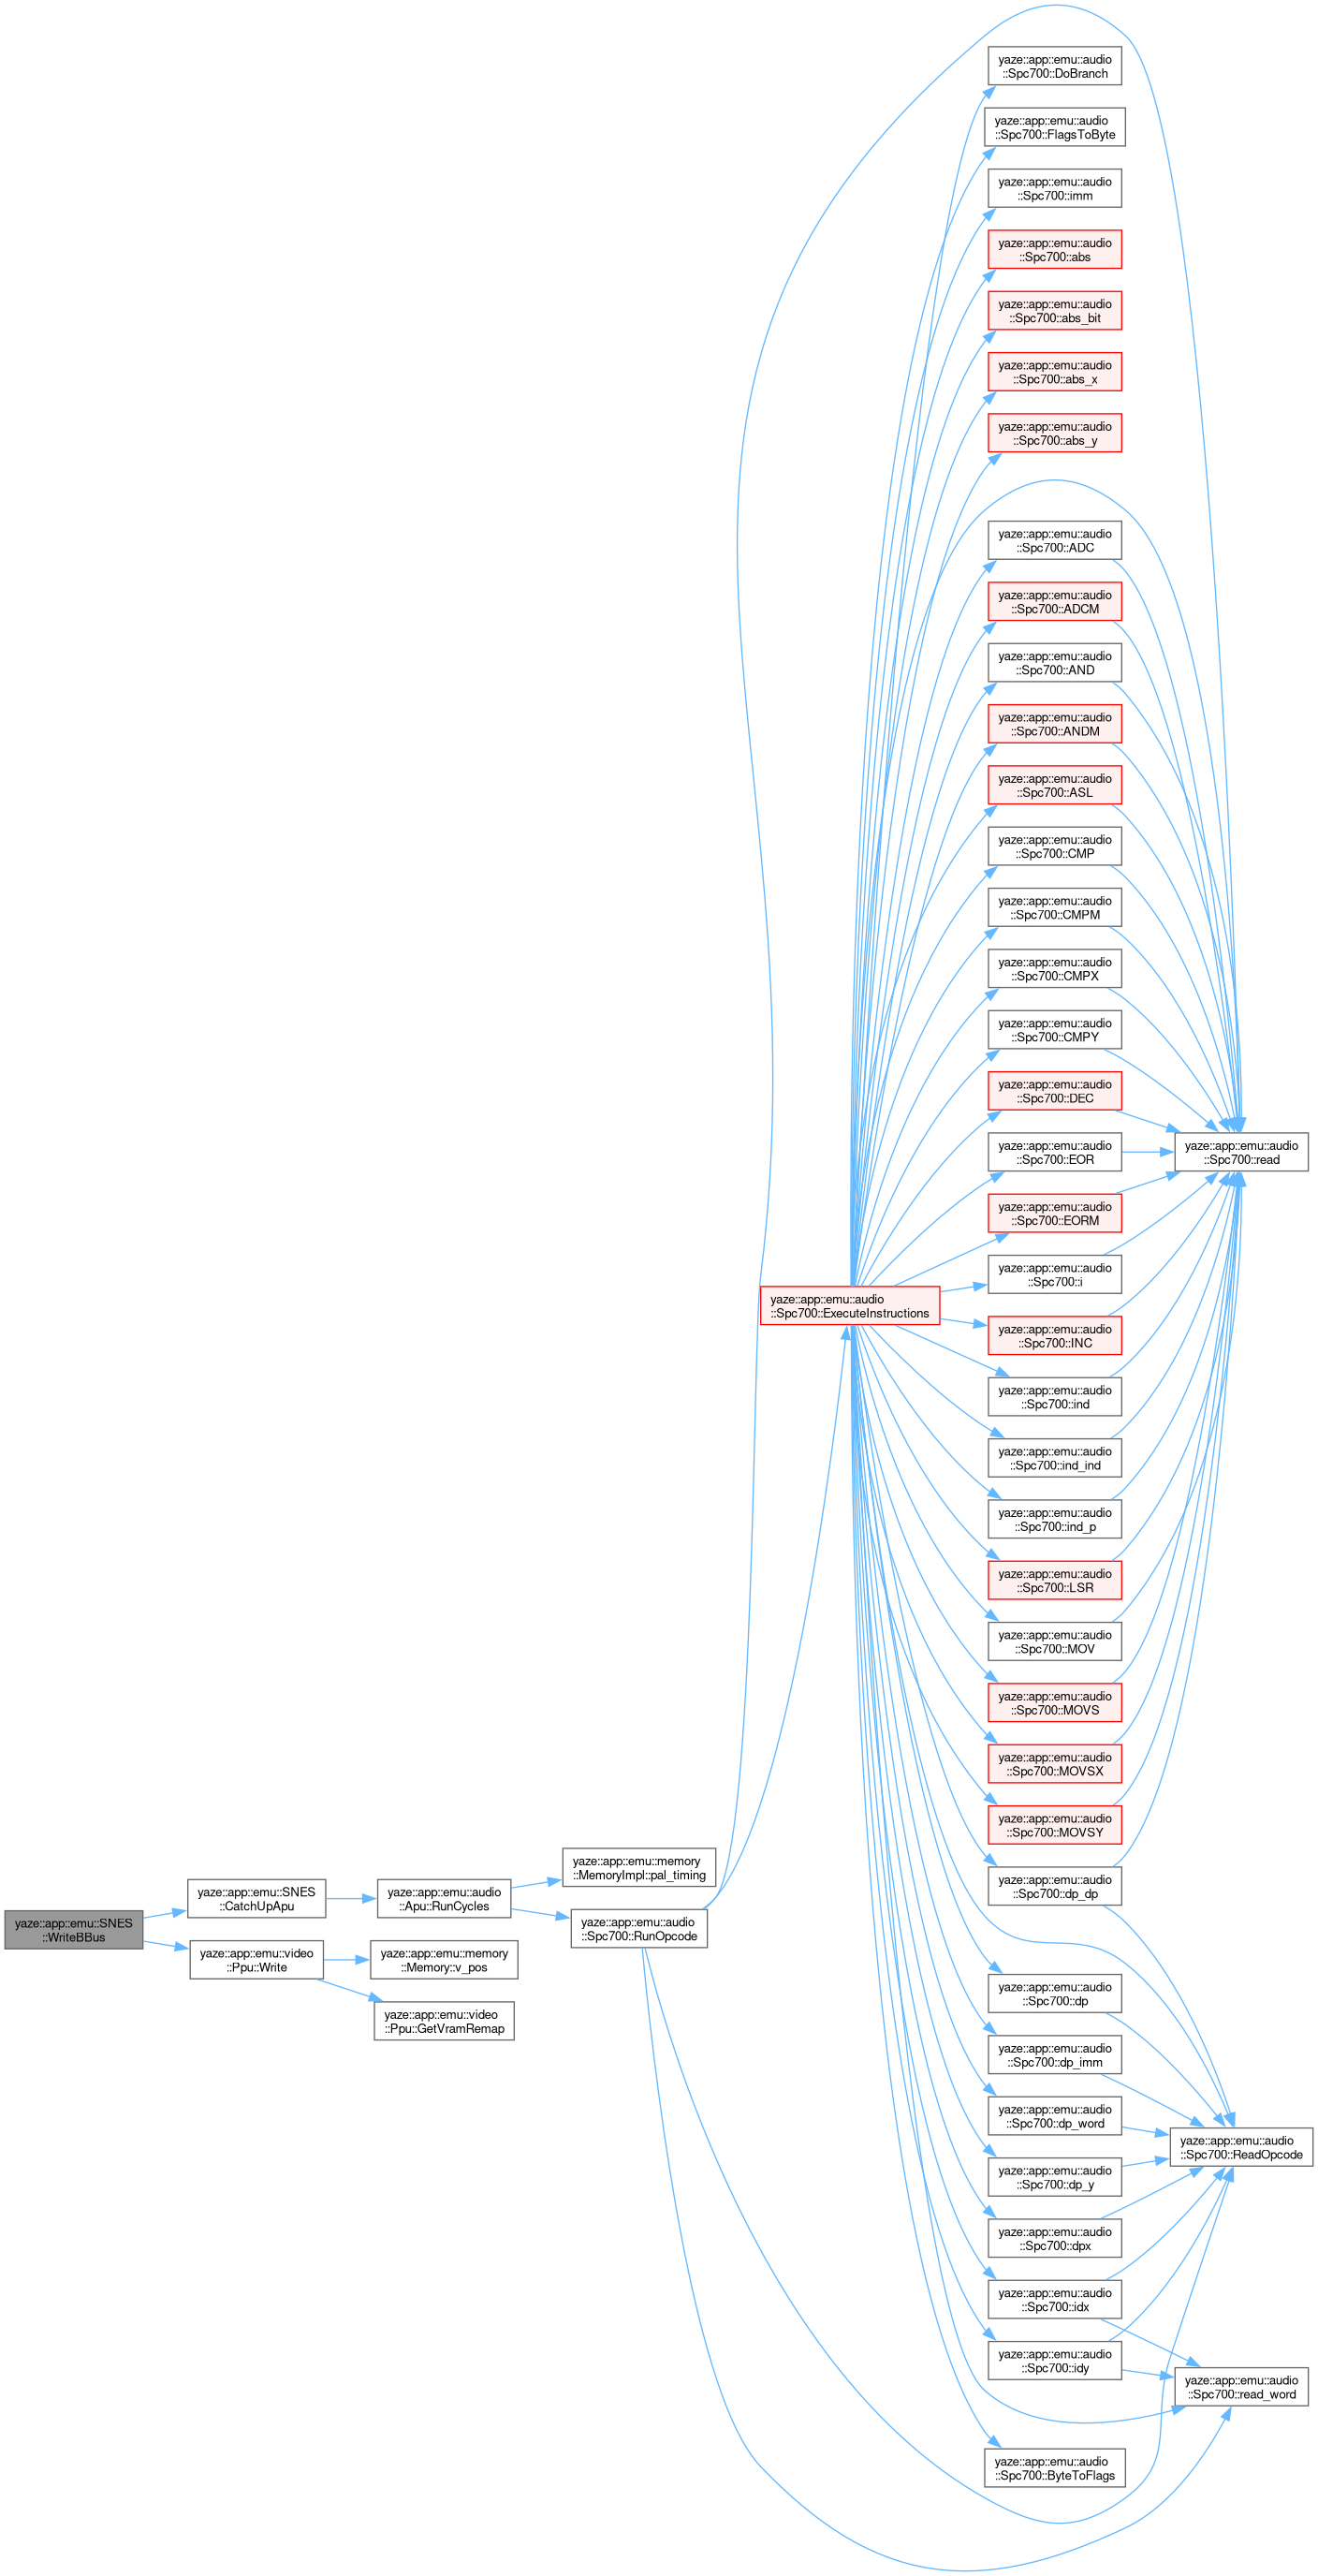 yaze::app::emu::SNES
::WriteBBus
yaze::app::emu::SNES
::CatchUpApu
yaze::app::emu::video
::Ppu::Write
yaze::app::emu::audio
::Apu::RunCycles
yaze::app::emu::memory
::Memory::v_pos
yaze::app::emu::video
::Ppu::GetVramRemap
yaze::app::emu::memory
::MemoryImpl::pal_timing
yaze::app::emu::audio
::Spc700::RunOpcode
yaze::app::emu::audio
::Spc700::ExecuteInstructions
yaze::app::emu::audio
::Spc700::DoBranch
yaze::app::emu::audio
::Spc700::FlagsToByte
yaze::app::emu::audio
::Spc700::imm
yaze::app::emu::audio
::Spc700::abs
yaze::app::emu::audio
::Spc700::abs_bit
yaze::app::emu::audio
::Spc700::abs_x
yaze::app::emu::audio
::Spc700::abs_y
yaze::app::emu::audio
::Spc700::ADC
yaze::app::emu::audio
::Spc700::ADCM
yaze::app::emu::audio
::Spc700::AND
yaze::app::emu::audio
::Spc700::ANDM
yaze::app::emu::audio
::Spc700::ASL
yaze::app::emu::audio
::Spc700::CMP
yaze::app::emu::audio
::Spc700::CMPM
yaze::app::emu::audio
::Spc700::CMPX
yaze::app::emu::audio
::Spc700::CMPY
yaze::app::emu::audio
::Spc700::DEC
yaze::app::emu::audio
::Spc700::EOR
yaze::app::emu::audio
::Spc700::EORM
yaze::app::emu::audio
::Spc700::i
yaze::app::emu::audio
::Spc700::INC
yaze::app::emu::audio
::Spc700::ind
yaze::app::emu::audio
::Spc700::ind_ind
yaze::app::emu::audio
::Spc700::ind_p
yaze::app::emu::audio
::Spc700::LSR
yaze::app::emu::audio
::Spc700::MOV
yaze::app::emu::audio
::Spc700::MOVS
yaze::app::emu::audio
::Spc700::MOVSX
yaze::app::emu::audio
::Spc700::MOVSY
yaze::app::emu::audio
::Spc700::dp_dp
yaze::app::emu::audio
::Spc700::dp
yaze::app::emu::audio
::Spc700::dp_imm
yaze::app::emu::audio
::Spc700::dp_word
yaze::app::emu::audio
::Spc700::dp_y
yaze::app::emu::audio
::Spc700::dpx
yaze::app::emu::audio
::Spc700::idx
yaze::app::emu::audio
::Spc700::idy
yaze::app::emu::audio
::Spc700::ByteToFlags
yaze::app::emu::audio
::Spc700::read
yaze::app::emu::audio
::Spc700::ReadOpcode
yaze::app::emu::audio
::Spc700::read_word